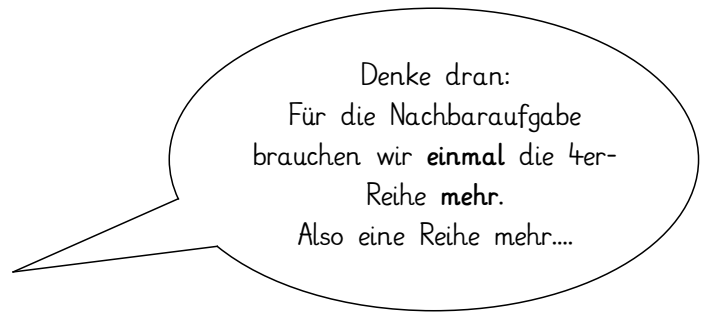 Denke dran:
Für die Nachbaraufgabe
brauchen wir einmal die 4er-
Reihe mehr.
Also eine Reihe mehr....